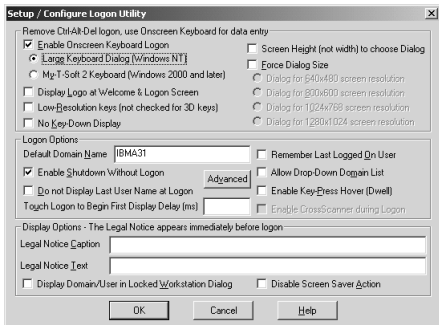 Setup / Configure Logon Utility
Remove Ctrl-Alt-Del logon, use Onscreen Keyboard for data entry
Enable Onscreen Keyboard Logon
Large Keyboard Dialog (Windows NT)
My-T-Soft 2 Keyboard (Windows 2000 and later)
Display Logo at Welcome & Logon Screen
Low-Resolution keys (not checked for 3D keys)
No Key-Down Display
Screen Height (not width) to choose Dialog
Force Dialog Size
Dialog for 640x480 screen resolution
Dialog for 800x600 screen resolution
Dialog for 1024x768 screen resolution
Dialog for 1280x1024 screen resolution
Logon Options
Default Domain Name IBMA31
Enable Shutdown Without Logon
Do not Display Last User Name at Logon
Advanced
Touch Logon to Begin First Display Delay (ms)
Remember Last Logged On User
Allow Drop-Down Domain List
Enable Key-Press Hover (Dwell)
Enable CrossScanner during Logon
Display Options - The Legal Notice appears immediately before logon
Legal Notice Caption
Legal Notice Text
Display Domain/User in Locked Workstation Dialog
Disable Screen Saver Action
OK
Cancel
Help